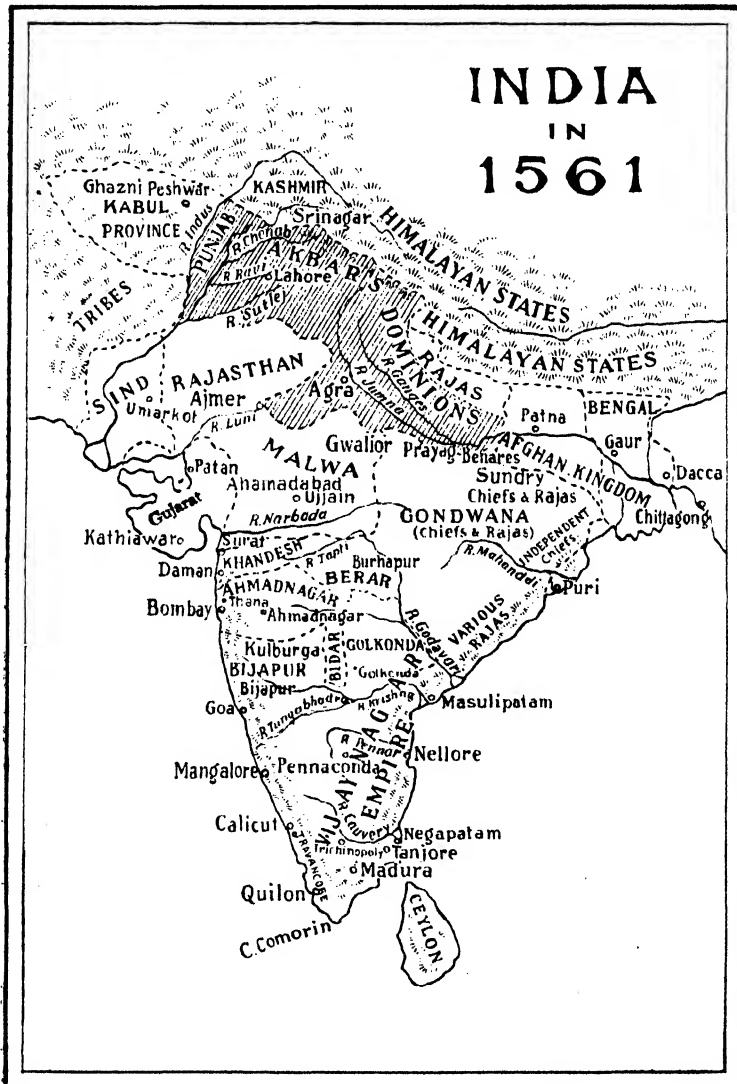 INDIA
IN
1561
Ghazni Peshwar
KABUL
PROVINCE
KASHMIR
Srinagar
HIMALAYAN STATES
HIMALAYAN STATES
R. Indus
PUNJAB
R. Chenab
AKBAR'S
DOMINIONS
R. Ravi
Lahore
TRIBES
R. Sutlej
RAJAS
R. Ganges
R. Jumna
SIND
RAJASTHAN
Umarkot
Ajmer
Agra
R. Luni
Patna
BENGAL
Gaur
Dacca
Gwalior
Prayag-Benares
AFGHAN KINGDOM
MALWA
Patan
Ahamadabad
Ujjain
Sundry
Chiefs & Rajas
Gujarat
Chittagong
Kathiawar
R. Narbada
GONDWANA
(Chiefs & Rajas)
INDEPENDENT
Chiefs
Surat
KHANDESH
R. Tapti
Burhapur
R. Mahanddi
Daman
BERAR
Puri
AHMADNAGAR
Bombay
Thana
Ahmadnagar
R. Godavari
VARIOUS
RAJAS
Kulburga
BIDAR
GOLKONDA
BIJAPUR
Golkonda
Bijapur
Goa
R. Tungabhadra
R. Krishna
Masulipatam
VIJAYANAGAR
EMPIRE
R. Pennar
Nellore
Mangalore
Pennaconda
Calicut
R. Cauvery
Negapatam
Trichinopoly
Tanjore
TRAVANCORE
Madura
Quilon
C. Comorin
CEYLON